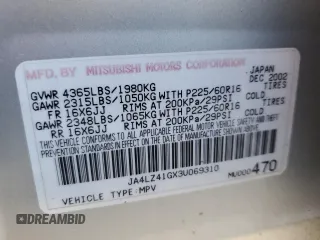 MFD BY MITSUBISHI MOTORS CORPORATION
JAPAN
DEC, 2002
GVWR 4365LBS/1980KG
GAWR 2315LBS/1050KG WITH P225/60R16 TIRES
FR 16X6JJ RIMS AT 200KPa/29PSI COLD
GAWR 2346LBS/1065KG WITH P225/60R16 TIRES
RR 16X6JJ RIMS AT 200KPa/29PSI COLD
JA4LZ41GX3U069310
VEHICLE TYPE:MPV
MU000470
© DREAMBID